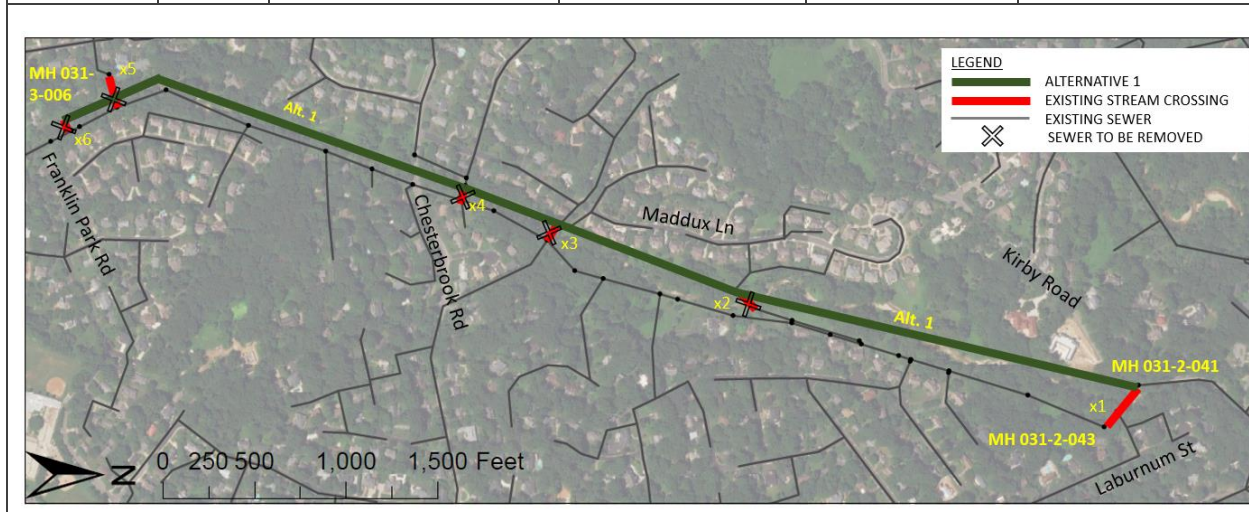 LEGEND
ALTERNATIVE 1
EXISTING STREAM CROSSING
EXISTING SEWER
SEWER TO BE REMOVED
MH 031-
3-006
x5
x6
Alt. 1
Franklin Park Rd
Chesterbrook Rd
x4
x3
Maddux Ln
x2
Kirby Road
Alt. 1
MH 031-2-041
x1
MH 031-2-043
Laburnum St
N
0 250 500 1,000 1,500 Feet